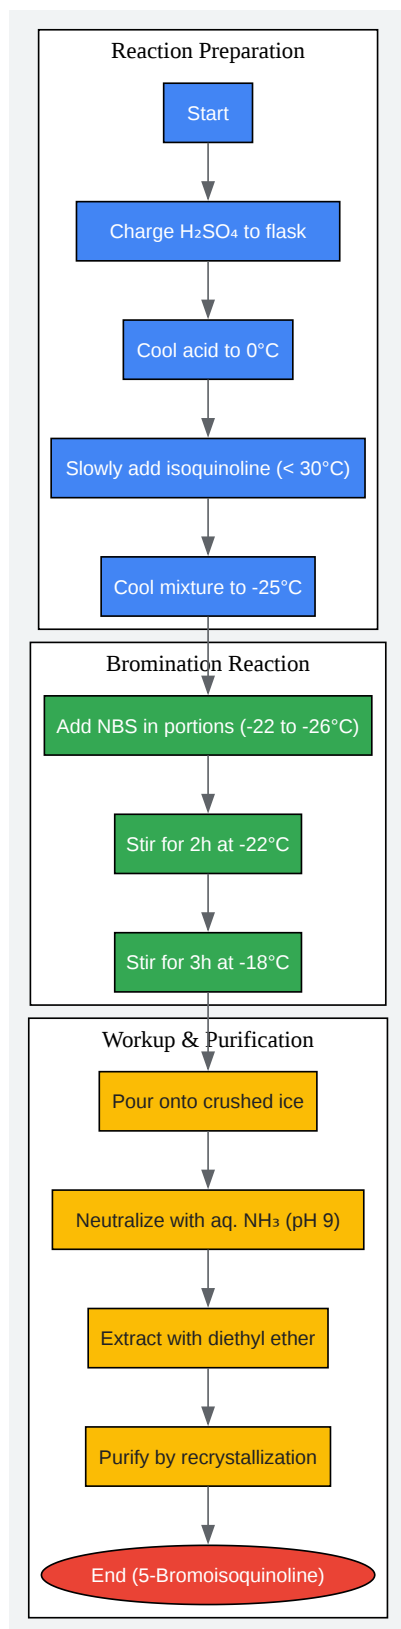 Reaction Preparation
Start
Charge H₂SO₄ to flask
Cool acid to 0°C
Slowly add isoquinoline (< 30°C)
Cool mixture to -25°C
Bromination Reaction
Add NBS in portions (-22 to -26°C)
Stir for 2h at -22°C
Stir for 3h at -18°C
Workup & Purification
Pour onto crushed ice
Neutralize with aq. NH₃ (pH 9)
Extract with diethyl ether
Purify by recrystallization
End (5-Bromoisoquinoline)